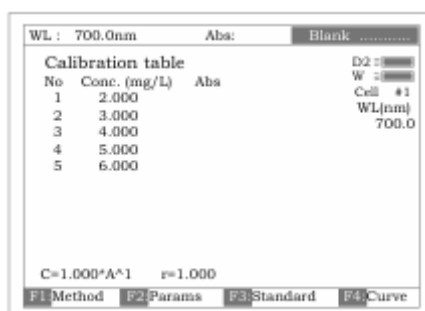 WL: 700.0nm Abs: Blank ............
Calibration table
No Conc. (mg/L) Abs
1 2.000
2 3.000
3 4.000
4 5.000
5 6.000
D2 =
W =
Cell #1
WL(nm)
700.0
C=1.000*A^1 r=1.000
F1:Method F2:Params F3:Standard F4:Curve